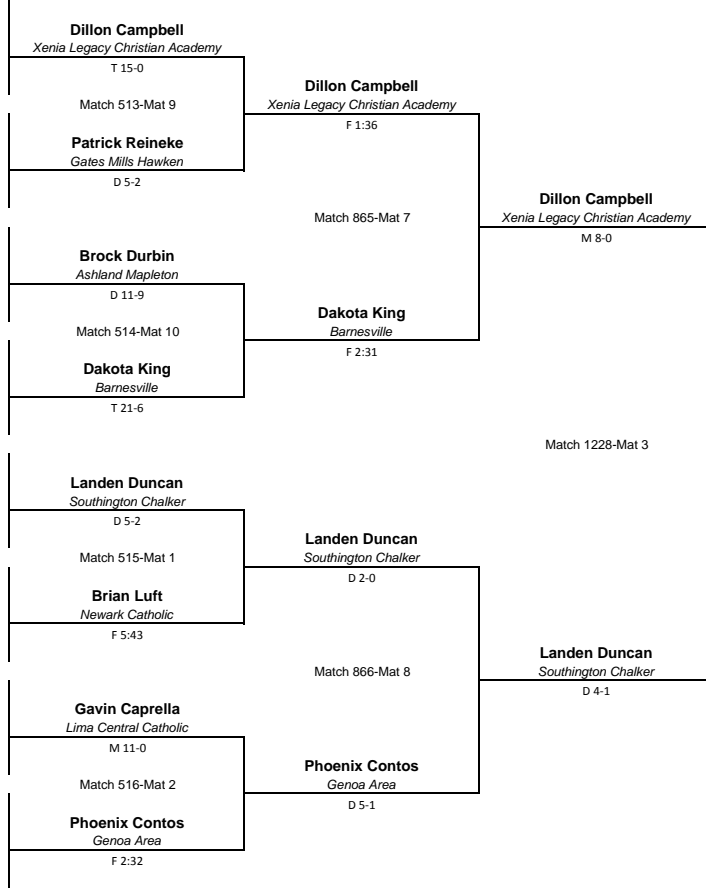 Dillon Campbell
Xenia Legacy Christian Academy
T 15-0
Match 513-Mat 9
Patrick Reineke
Gates Mills Hawken
D 5-2
Brock Durbin
Ashland Mapleton
D 11-9
Match 514-Mat 10
Dakota King
Barnesville
T 21-6
Landen Duncan
Southington Chalker
D 5-2
Match 515-Mat 1
Brian Luft
Newark Catholic
F 5:43
Gavin Caprella
Lima Central Catholic
M 11-0
Match 516-Mat 2
Phoenix Contos
Genoa Area
F 2:32
Dillon Campbell
Xenia Legacy Christian Academy
F 1:36
Match 865-Mat 7
Dakota King
Barnesville
F 2:31
Landen Duncan
Southington Chalker
D 2-0
Match 866-Mat 8
Phoenix Contos
Genoa Area
D 5-1
Dillon Campbell
Xenia Legacy Christian Academy
M 8-0
Match 1228-Mat 3
Landen Duncan
Southington Chalker
D 4-1